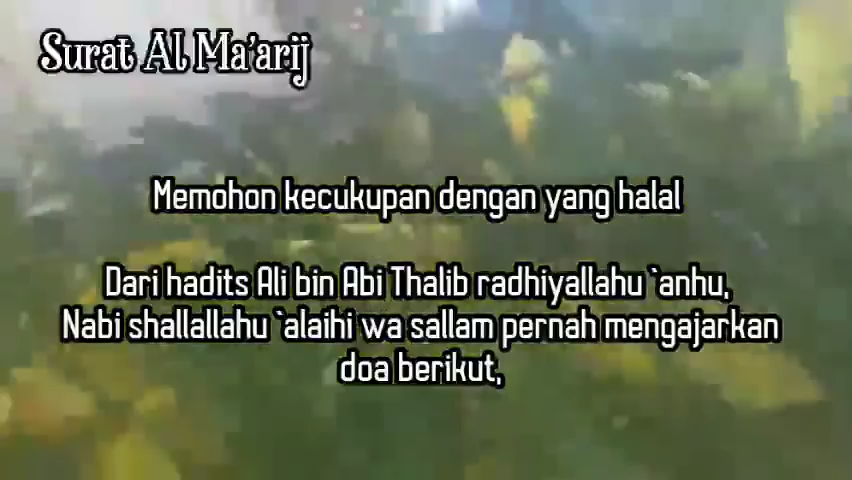 Surat Al Ma'arij
Memohon kecukupan dengan yang halal
Dari hadits Ali bin Abi Thalib radhiyallahu `anhu,
Nabi shallallahu `alaihi wa sallam pernah mengajarkan
doa berikut,